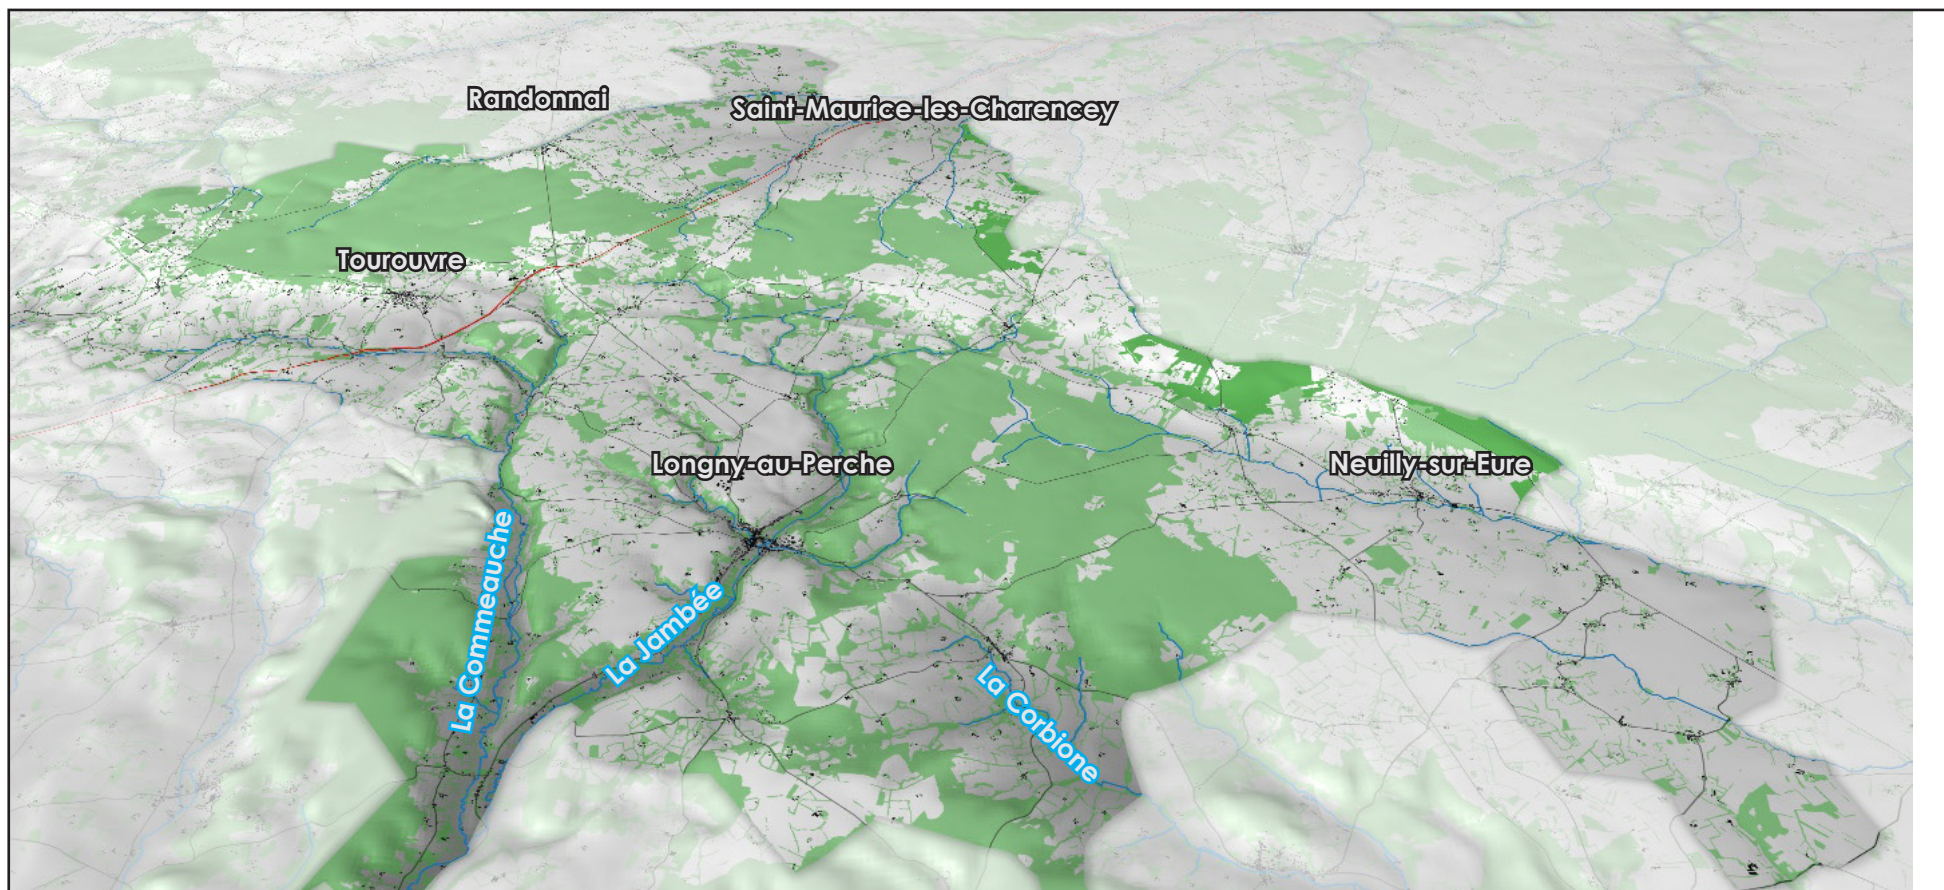 Randonnai
Saint-Maurice-les-Charencey
Tourouvre
Longny-au-Perche
Neuilly-sur-Eure
La Commeauche
La Jambée
La Corbione